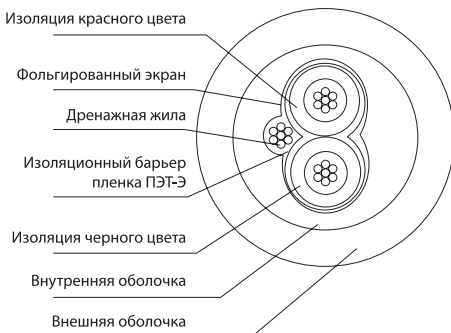 Изоляция красного цвета
Фольгированный экран
Дренажная жила
Изоляционный барьер
пленка ПЭТ-Э
Изоляция черного цвета
Внутренняя оболочка
Внешняя оболочка